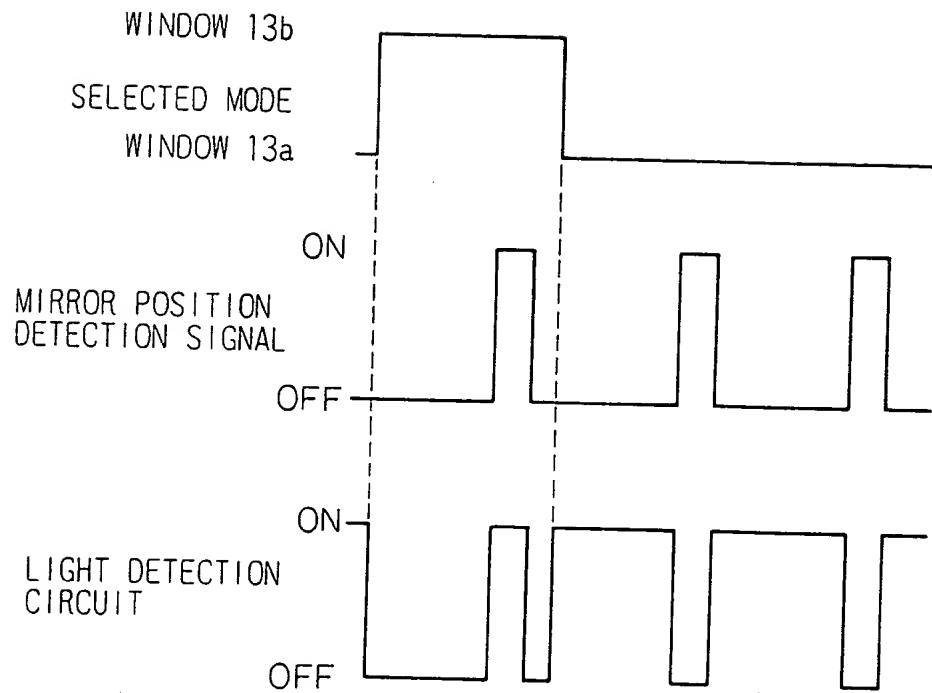 WINDOW 13b
SELECTED MODE
WINDOW 13a
ON
MIRROR POSITION
DETECTION SIGNAL
OFF
ON
LIGHT DETECTION
CIRCUIT
OFF